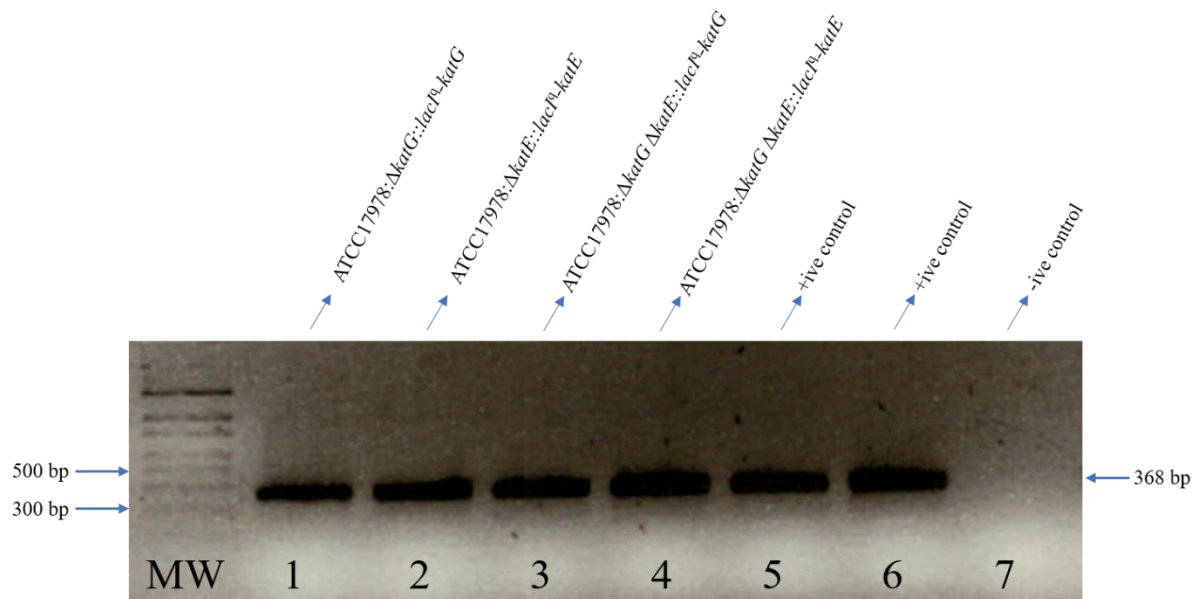 ATCC17978:ΔkatG::lacIq-katG
ATCC17978:ΔkatE::lacIq-katE
ATCC17978:ΔkatG ΔkatE::lacIq-katG
ATCC17978:ΔkatG ΔkatE::lacIq-katE
+ive control
+ive control
-ive control
500 bp
300 bp
368 bp
MW 1 2 3 4 5 6 7